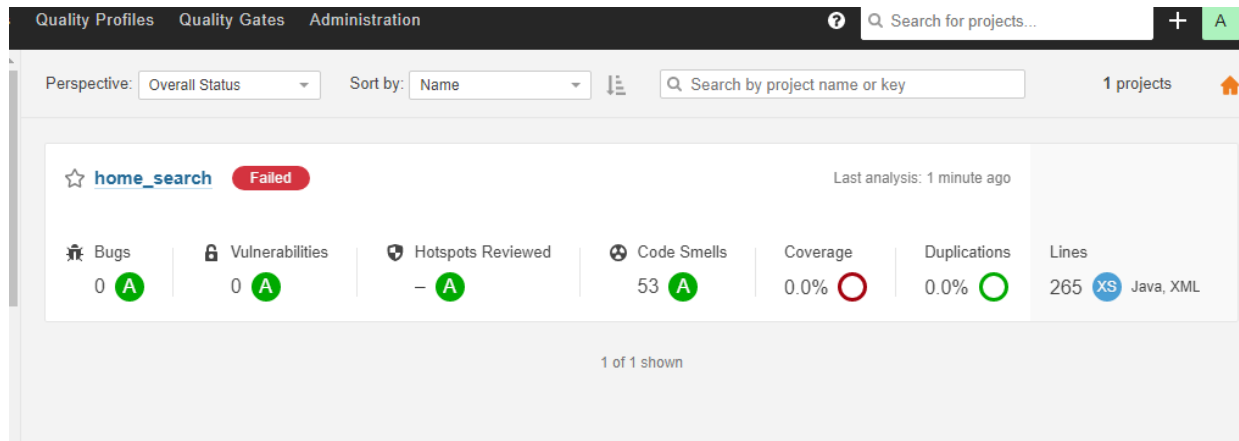 Quality Profiles Quality Gates Administration Search for projects... A
Perspective: Overall Status Sort by: Name Search by project name or key 1 projects
home_search Failed Last analysis: 1 minute ago
Bugs Vulnerabilities Hotspots Reviewed Code Smells Coverage Duplications Lines
0 A 0 A – A 53 A 0.0% 0.0% 265 XS Java, XML
1 of 1 shown